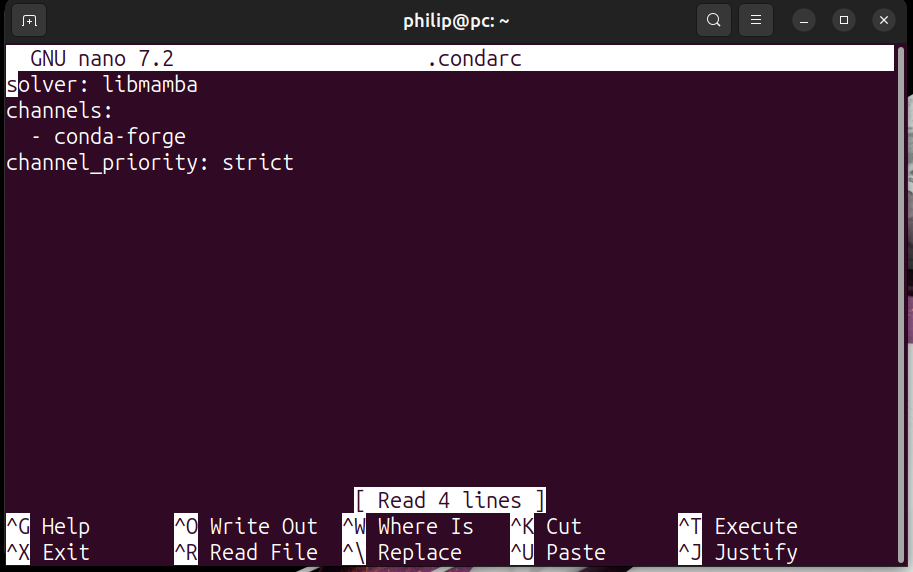 philip@pc: ~
GNU nano 7.2 .condarc
solver: libmamba
channels:
  - conda-forge
channel_priority: strict
[ Read 4 lines ]
^G Help ^O Write Out ^W Where Is ^K Cut ^T Execute
^X Exit ^R Read File ^\ Replace ^U Paste ^J Justify